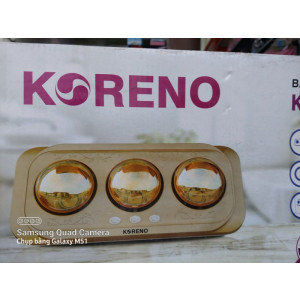 KORENO
B
K
KORENO
Samsung Quad Camera
Chụp bằng Galaxy M51